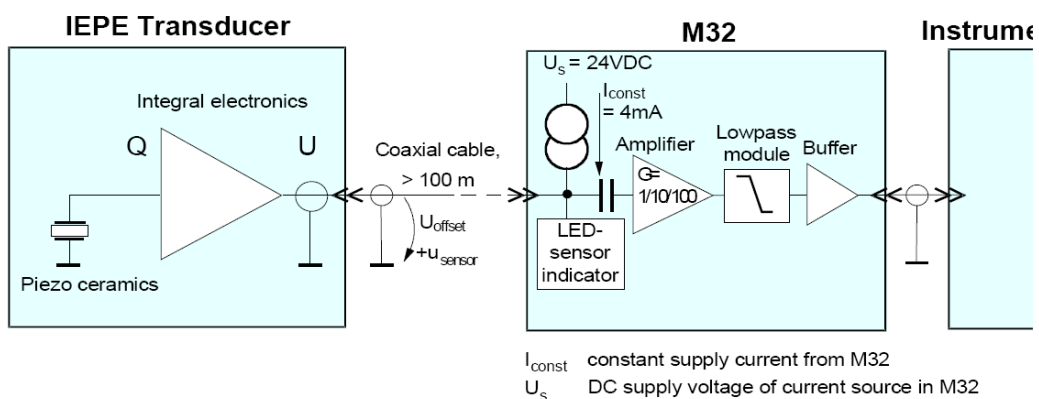 IEPE Transducer
M32
Instrume
Integral electronics
Q
U
Piezo ceramics
Coaxial cable,
> 100 m
Uoffset
+usensor
Us = 24VDC
Iconst
= 4mA
Amplifier
G=
1/10/100
Lowpass
module
Buffer
LED-
sensor
indicator
Iconst constant supply current from M32
Us DC supply voltage of current source in M32